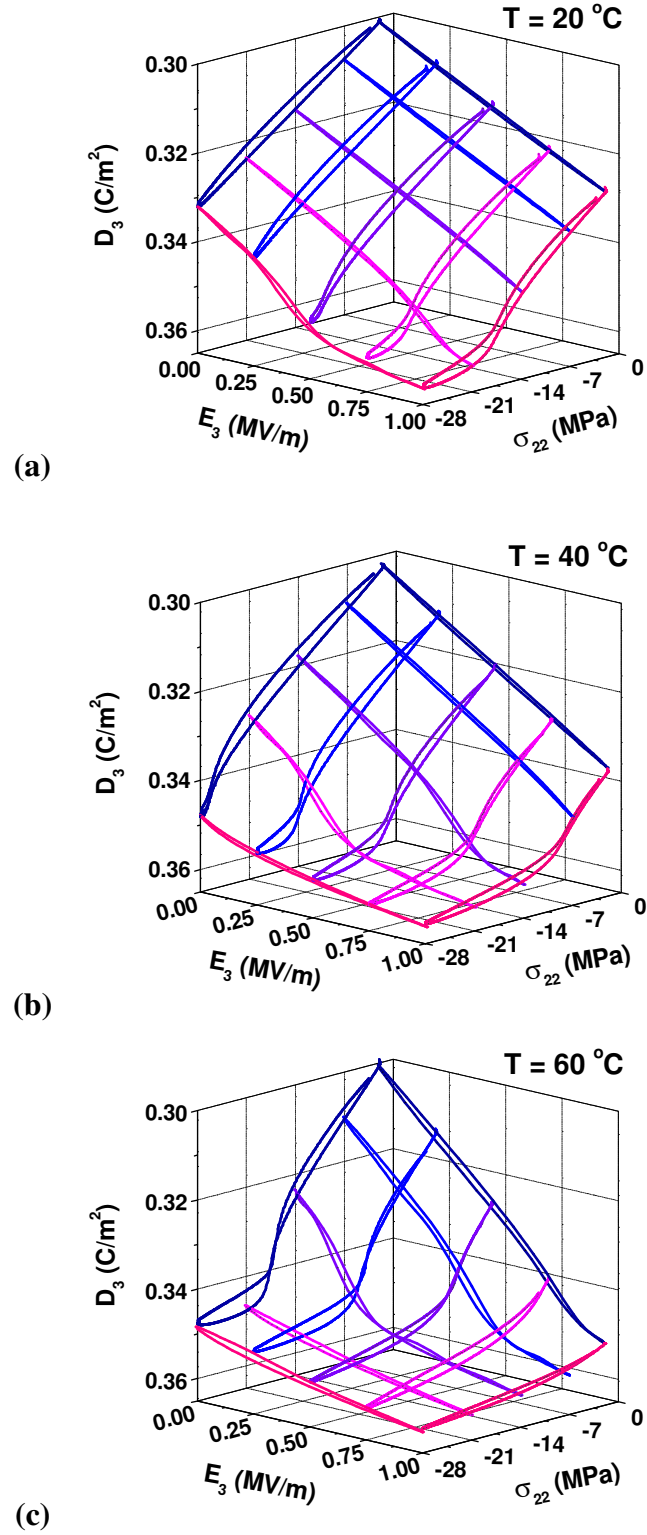 T = 20 °C
0.30
0.32
0.34
0.36
D₃ (C/m²)
0.00
0.25
0.50
0.75
1.00
E₃ (MV/m)
-28
-21
-14
-7
0
σ₂₂ (MPa)
(a)
T = 40 °C
0.30
0.32
0.34
0.36
D₃ (C/m²)
0.00
0.25
0.50
0.75
1.00
E₃ (MV/m)
-28
-21
-14
-7
0
σ₂₂ (MPa)
(b)
T = 60 °C
0.30
0.32
0.34
0.36
D₃ (C/m²)
0.00
0.25
0.50
0.75
1.00
E₃ (MV/m)
-28
-21
-14
-7
0
σ₂₂ (MPa)
(c)